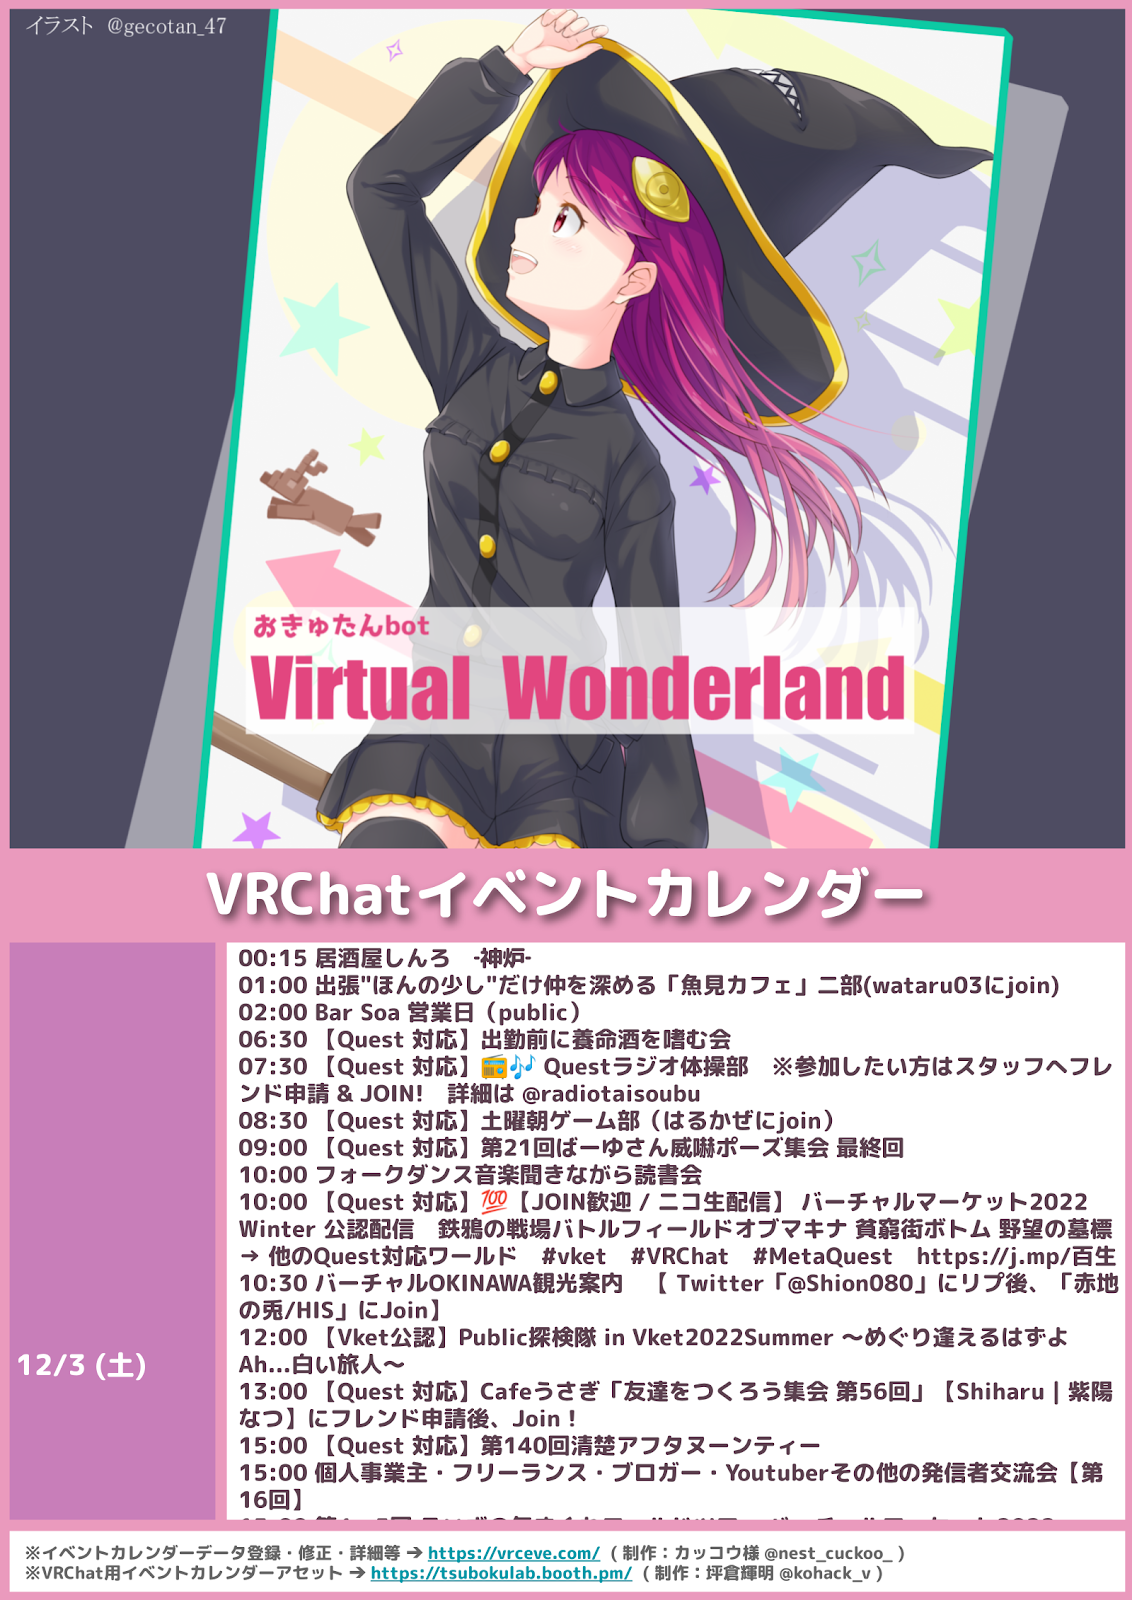 イラスト @gecotan_47
おきゅたんbot
Virtual Wonderland
VRChatイベントカレンダー
12/3 (土)
00:15 居酒屋しんろ　-神炉-
01:00 出張"ほんの少し"だけ仲を深める「魚見カフェ」二部(wataru03にjoin)
02:00 Bar Soa 営業日（public）
06:30 【Quest 対応】出勤前に養命酒を嗜む会
07:30 【Quest 対応】📻🎶 Questラジオ体操部　※参加したい方はスタッフへフレ
ンド申請 & JOIN!　詳細は @radiotaisoubu
08:30 【Quest 対応】土曜朝ゲーム部（はるかぜにjoin）
09:00 【Quest 対応】第21回ばーゆさん威嚇ポーズ集会 最終回
10:00 フォークダンス音楽聞きながら読書会
10:00 【Quest 対応】💯【JOIN歓迎 / ニコ生配信】 バーチャルマーケット2022
Winter 公認配信　鉄鴉の戦場バトルフィールドオブマキナ 貧窮街ボトム 野望の墓標
→ 他のQuest対応ワールド　#vket　#VRChat　#MetaQuest　https://j.mp/百生
10:30 バーチャルOKINAWA観光案内　【 Twitter「@Shion080」にリプ後、「赤地
の兎/HIS」にJoin】
12:00 【Vket公認】Public探検隊 in Vket2022Summer ～めぐり逢えるはずよ
Ah...白い旅人～
13:00 【Quest 対応】Cafeうさぎ「友達をつくろう集会 第56回」【Shiharu | 紫陽
なつ】にフレンド申請後、Join！
15:00 【Quest 対応】第140回清楚アフタヌーンティー
15:00 個人事業主・フリーランス・ブロガー・Youtuberその他の発信者交流会【第
16回】
※イベントカレンダーデータ登録・修正・詳細等 ➔ https://vrceve.com/ ( 制作：カッコウ様 @nest_cuckoo_ )
※VRChat用イベントカレンダーアセット ➔ https://tsubokulab.booth.pm/ ( 制作：坪倉輝明 @kohack_v )